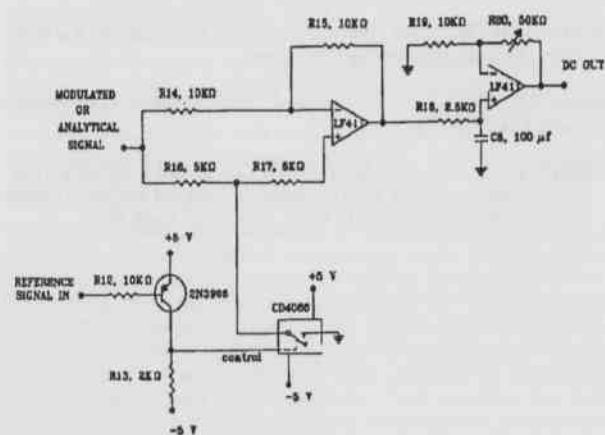 R15, 10KΩ
R19, 10KΩ
50KΩ
DC OUT
MODULATED
OR
ANALYTICAL
SIGNAL
R14, 10KΩ
LF41
LF41
R18, 2.5KΩ
C8, 100 μf
R16, 5KΩ
R17, 5KΩ
+5 V
REFERENCE
SIGNAL IN
R12, 10KΩ
+5 V
CD4066
control
R13, 2KΩ
-5 V
-5 V